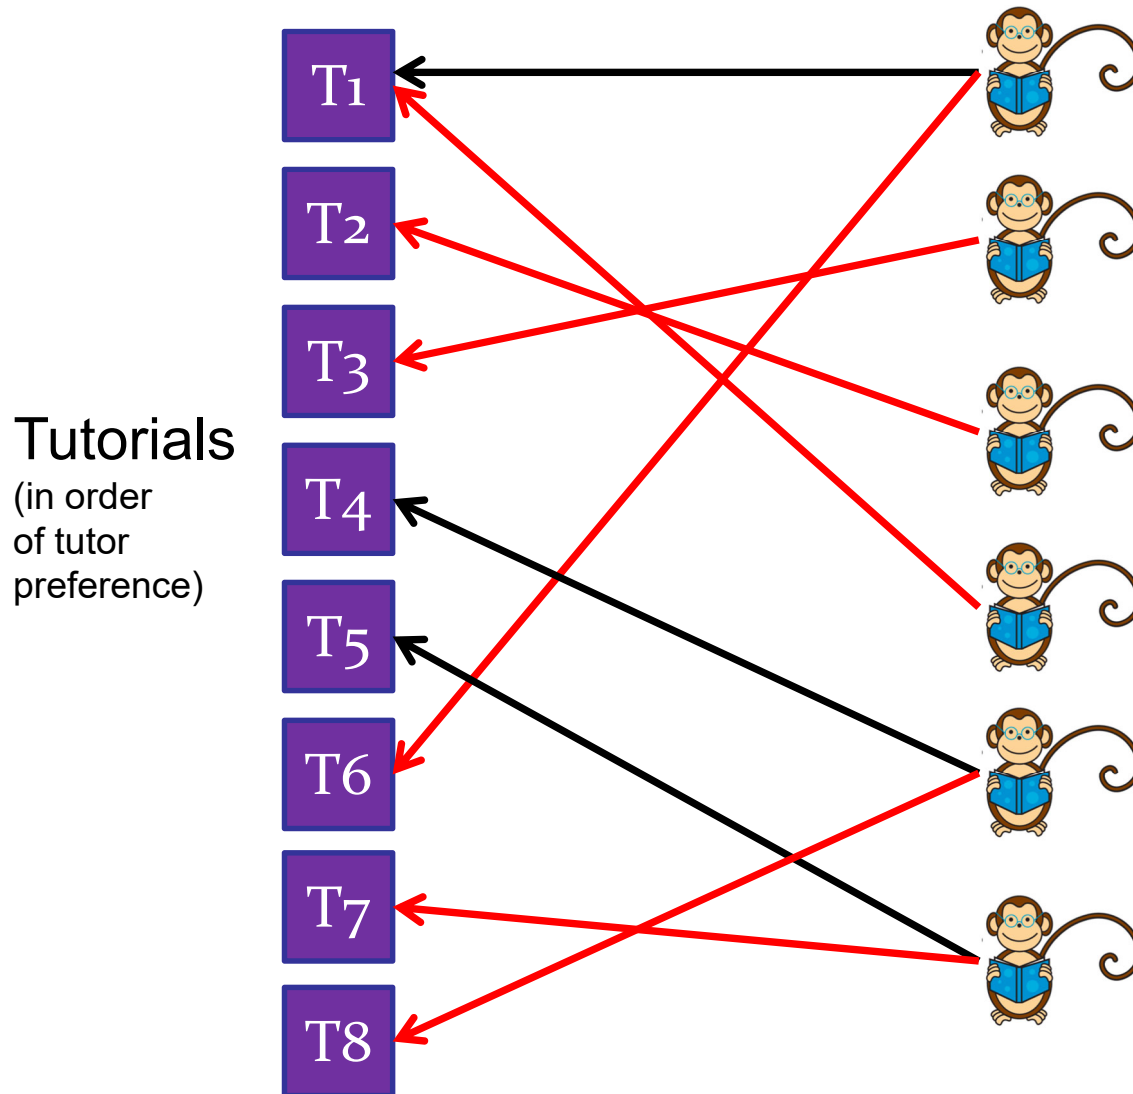 T1
T2
T3
Tutorials
(in order
of tutor
preference)
T4
T5
T6
T7
T8